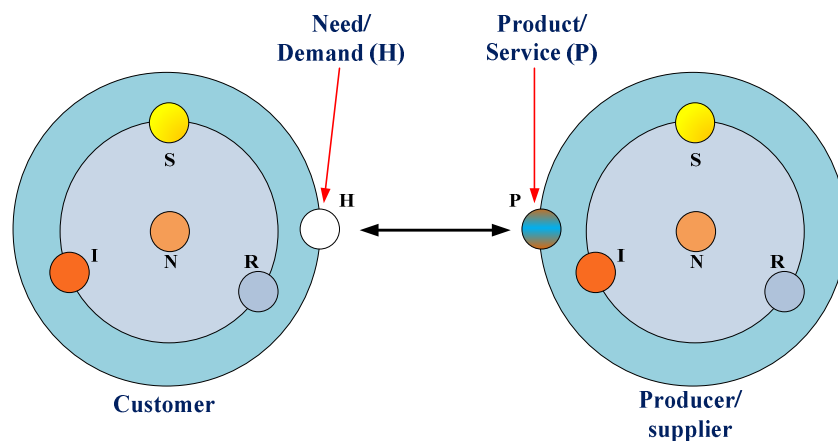 Need/
Demand (H)
Product/
Service (P)
S
H
I
N
R
Customer
S
P
I
N
R
Producer/
supplier